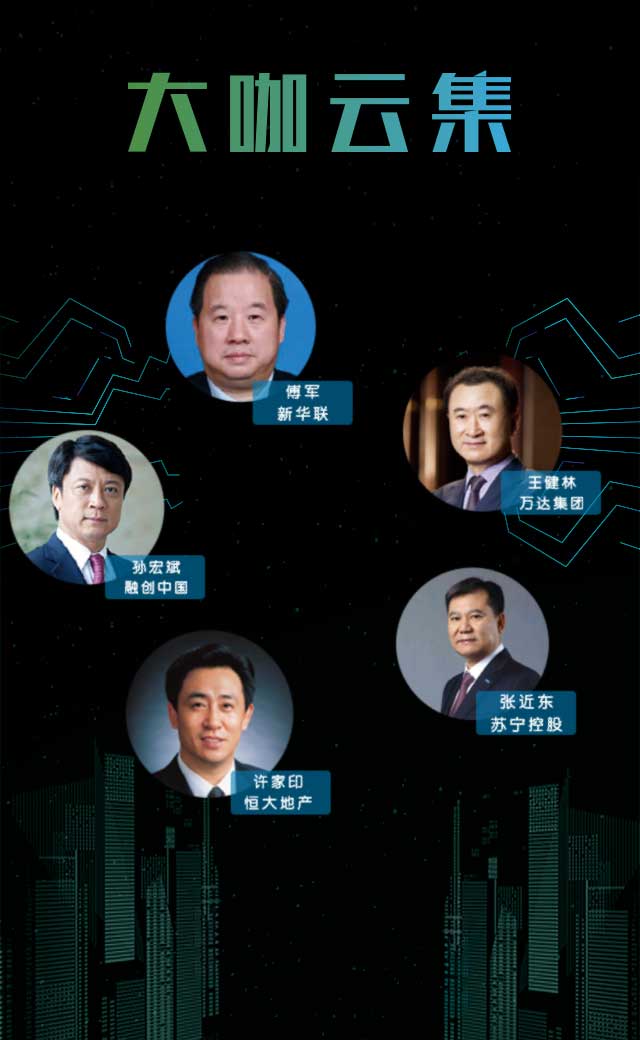 大咖云集
傅军
新华联
王健林
万达集团
孙宏斌
融创中国
张近东
苏宁控股
许家印
恒大地产